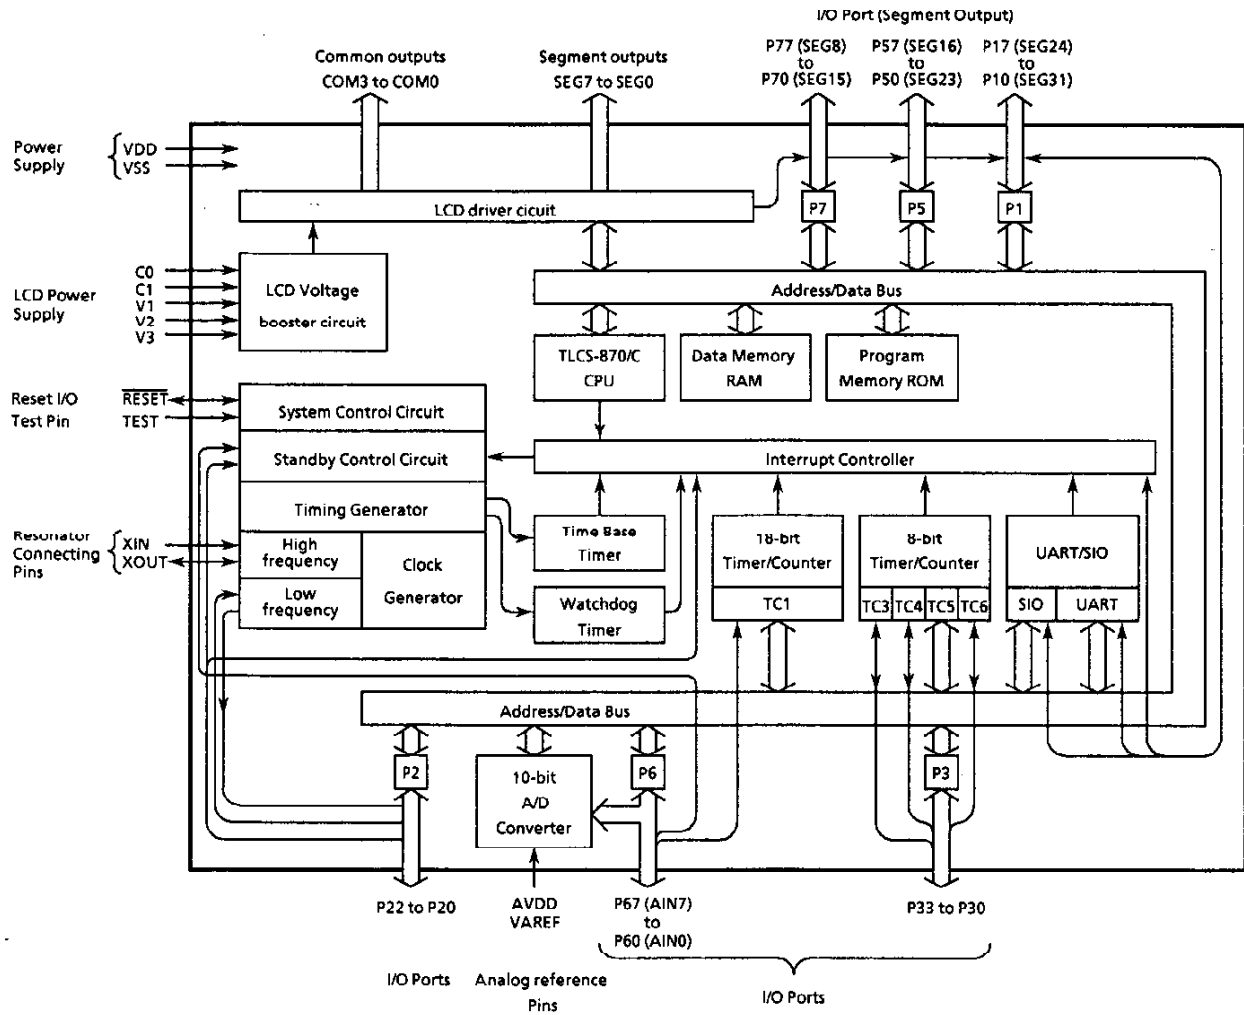 I/O Port (Segment Output)
Common outputs
COM3 to COM0
Segment outputs
SEG7 to SEG0
P77 (SEG8)
to
P70 (SEG15)
P57 (SEG16)
to
P50 (SEG23)
P17 (SEG24)
to
P10 (SEG31)
Power
Supply
VDD
VSS
LCD driver cicuit
P7
P5
P1
LCD Power
Supply
C0
C1
V1
V2
V3
LCD Voltage
booster circuit
Address/Data Bus
TLCS-870/C
CPU
Data Memory
RAM
Program
Memory ROM
Reset I/O
Test Pin
RESET
TEST
System Control Circuit
Standby Control Circuit
Interrupt Controller
Timing Generator
Resonator
Connecting
Pins
XIN
XOUT
High
frequency
Low
frequency
Clock
Generator
Time Base
Timer
Watchdog
Timer
18-bit
Timer/Counter
TC1
8-bit
Timer/Counter
TC3
TC4
TC5
TC6
UART/SIO
SIO
UART
Address/Data Bus
P2
10-bit
A/D
Converter
P6
P3
P22 to P20
AVDD
VAREF
P67 (AIN7)
to
P60 (AIN0)
P33 to P30
I/O Ports
Analog reference
Pins
I/O Ports